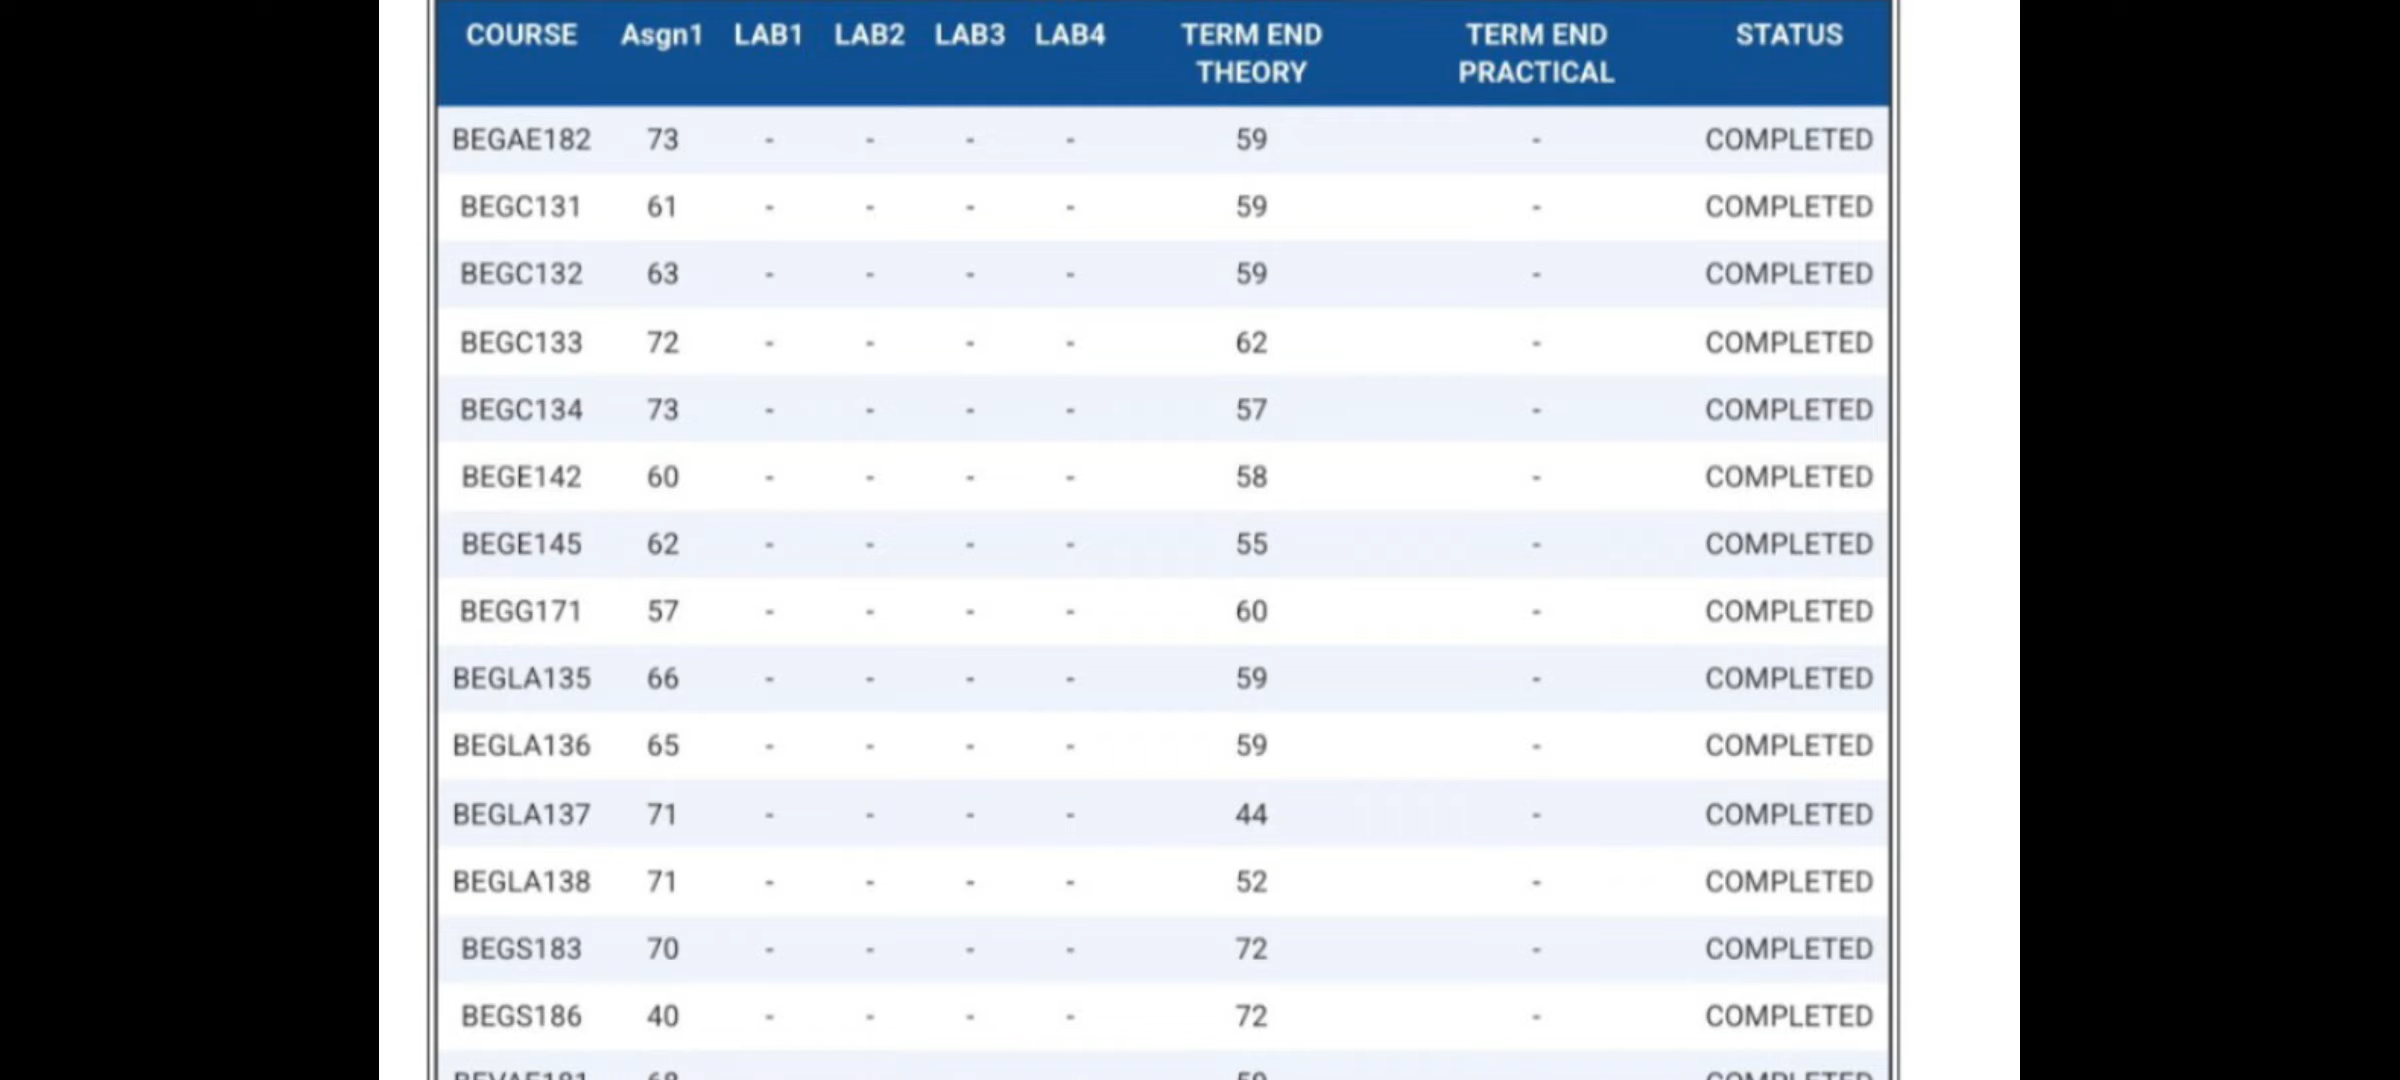 COURSE Asgn1 LAB1 LAB2 LAB3 LAB4 TERM END THEORY TERM END PRACTICAL STATUS
BEGAE182 73 - - - - 59 - COMPLETED
BEGC131 61 - - - - 59 - COMPLETED
BEGC132 63 - - - - 59 - COMPLETED
BEGC133 72 - - - - 62 - COMPLETED
BEGC134 73 - - - - 57 - COMPLETED
BEGE142 60 - - - - 58 - COMPLETED
BEGE145 62 - - - - 55 - COMPLETED
BEGG171 57 - - - - 60 - COMPLETED
BEGLA135 66 - - - - 59 - COMPLETED
BEGLA136 65 - - - - 59 - COMPLETED
BEGLA137 71 - - - - 44 - COMPLETED
BEGLA138 71 - - - - 52 - COMPLETED
BEGS183 70 - - - - 72 - COMPLETED
BEGS186 40 - - - - 72 - COMPLETED
COMPLETED